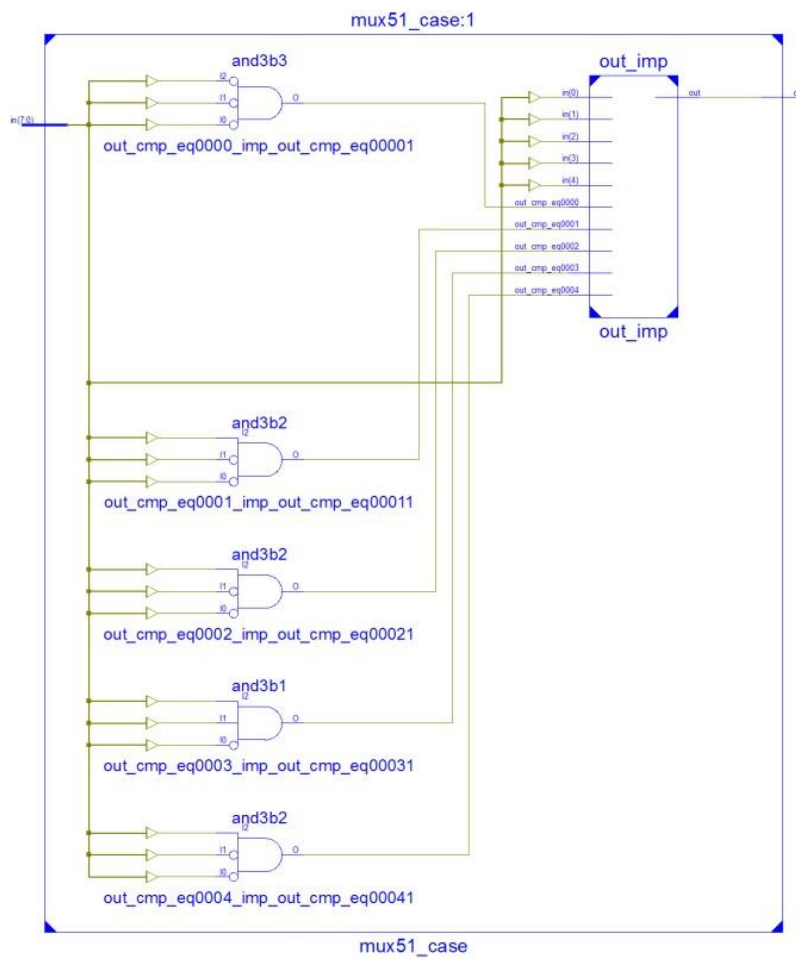 mux51_case:1
and3b3
out_imp
I2
I1
I0
O
in(7:0)
out_cmp_eq0000_imp_out_cmp_eq00001
in(0)
in(1)
in(2)
in(3)
in(4)
out_cmp_eq0000
out_cmp_eq0001
out_cmp_eq0002
out_cmp_eq0003
out_cmp_eq0004
out
out_imp
and3b2
I2
I1
I0
O
out_cmp_eq0001_imp_out_cmp_eq00011
and3b2
I2
I1
I0
O
out_cmp_eq0002_imp_out_cmp_eq00021
and3b1
I2
I1
I0
O
out_cmp_eq0003_imp_out_cmp_eq00031
and3b2
I2
I1
I0
O
out_cmp_eq0004_imp_out_cmp_eq00041
mux51_case